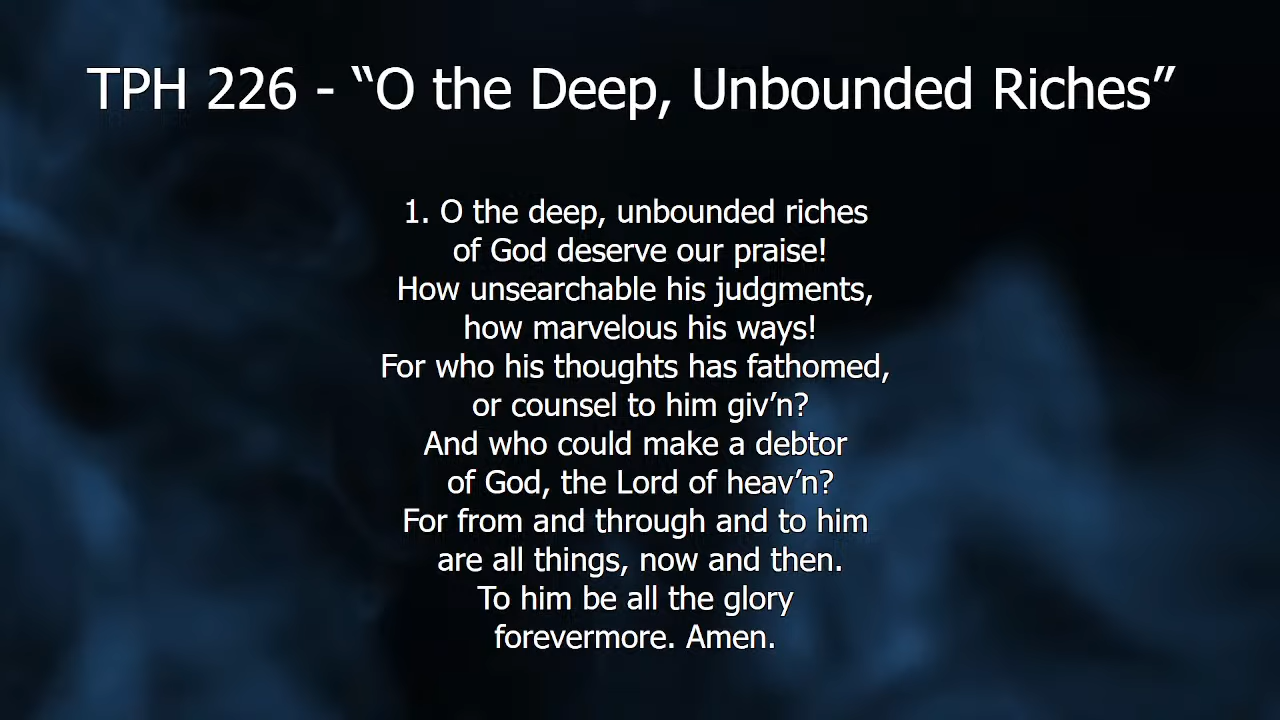 TPH 226 - “O the Deep, Unbounded Riches”
1. O the deep, unbounded riches
of God deserve our praise!
How unsearchable his judgments,
how marvelous his ways!
For who his thoughts has fathomed,
or counsel to him giv’n?
And who could make a debtor
of God, the Lord of heav’n?
For from and through and to him
are all things, now and then.
To him be all the glory
forevermore. Amen.